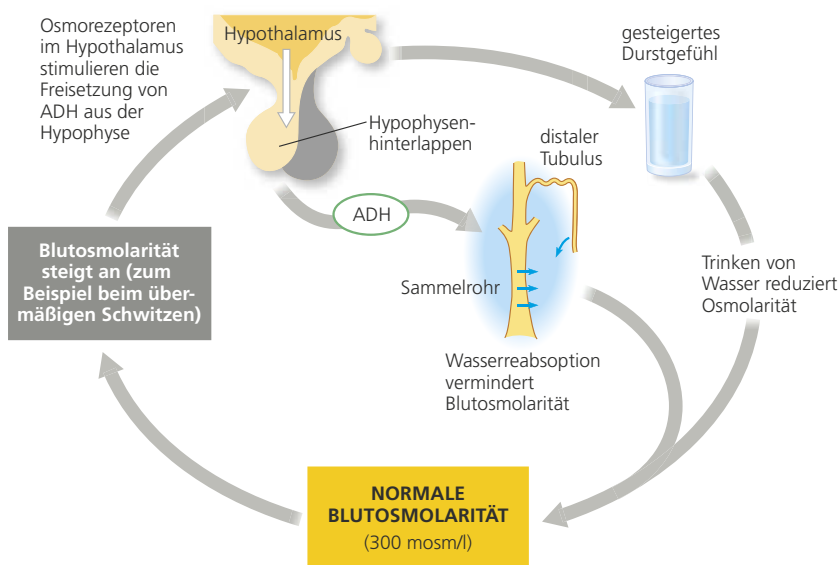 Osmorezeptoren
im Hypothalamus
stimulieren die
Freisetzung von
ADH aus der
Hypophyse
Hypothalamus
gesteigertes
Durstgefühl
Hypophysen-
hinterlappen
distaler
Tubulus
ADH
Blutosmolarität
steigt an (zum
Beispiel beim über-
mäßigen Schwitzen)
Sammelrohr
Trinken von
Wasser reduziert
Osmolarität
Wasserreabsoption
vermindert
Blutosmolarität
NORMALE
BLUTOSMOLARITÄT
(300 mosm/l)